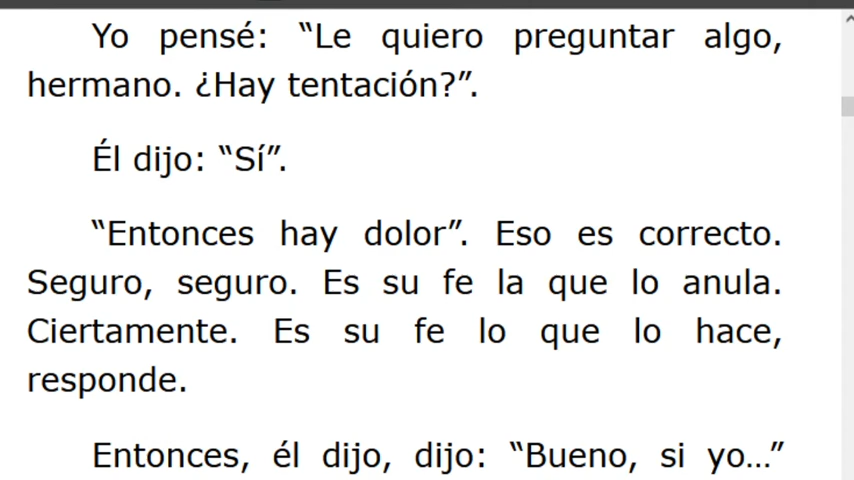 Yo pensé: “Le quiero preguntar algo,
hermano. ¿Hay tentación?”.
Él dijo: “Sí”.
“Entonces hay dolor”. Eso es correcto.
Seguro, seguro. Es su fe la que lo anula.
Ciertamente. Es su fe lo que lo hace,
responde.
Entonces, él dijo, dijo: “Bueno, si yo…”